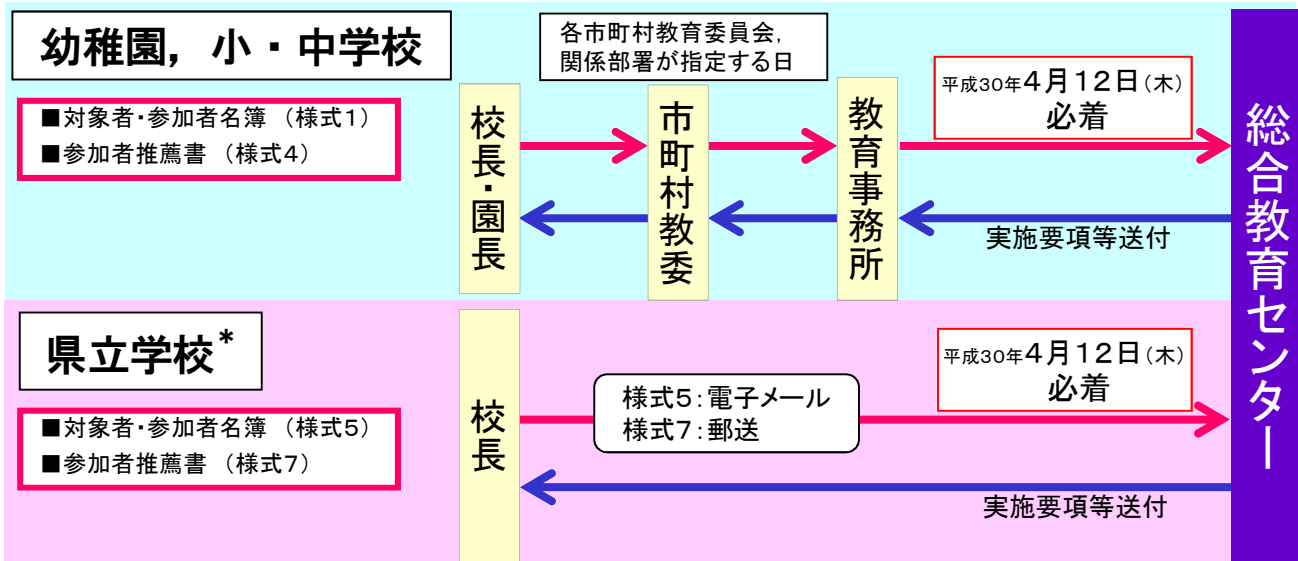 幼稚園，小・中学校
■対象者・参加者名簿 （様式1）
■参加者推薦書 （様式4）
各市町村教育委員会,
関係部署が指定する日
校長・園長
市町村教委
教育事務所
平成30年4月12日（木）
必着
実施要項等送付
総合教育センター
県立学校*
■対象者・参加者名簿 （様式5）
■参加者推薦書 （様式7）
校長
様式5：電子メール
様式7：郵送
平成30年4月12日（木）
必着
実施要項等送付